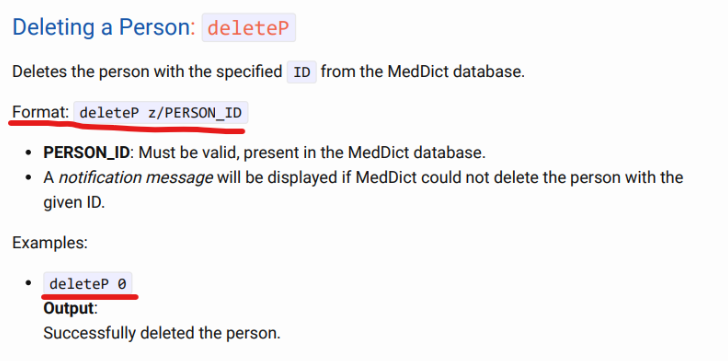 Deleting a Person: deleteP
Deletes the person with the specified ID from the MedDict database.
Format: deleteP z/PERSON_ID
• PERSON_ID: Must be valid, present in the MedDict database.
• A notification message will be displayed if MedDict could not delete the person with the
given ID.
Examples:
• deleteP 0
Output:
Successfully deleted the person.